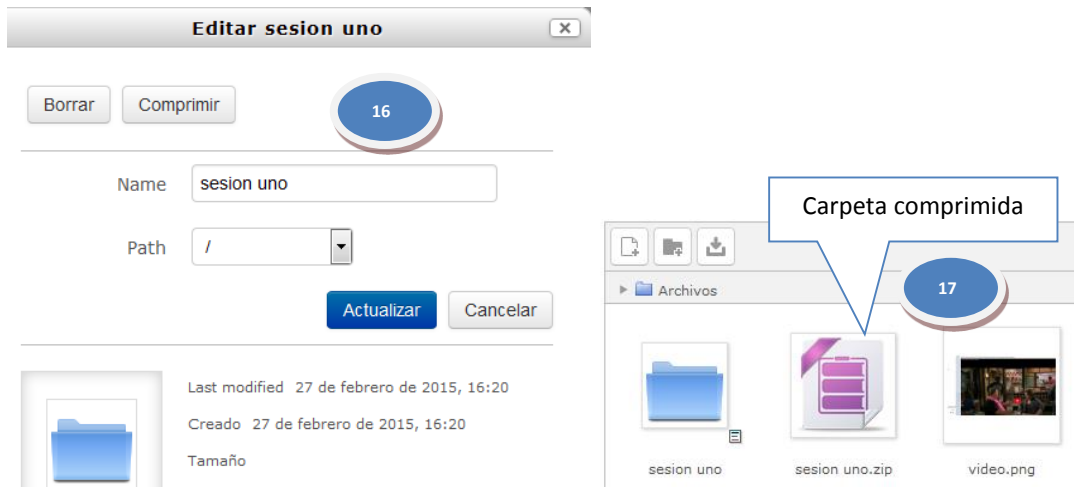 Editar sesion uno
Borrar
Comprimir
16
Name
sesion uno
Path
/
Actualizar
Cancelar
Last modified 27 de febrero de 2015, 16:20
Creado 27 de febrero de 2015, 16:20
Tamaño
Carpeta comprimida
17
Archivos
sesion uno
sesion uno.zip
video.png